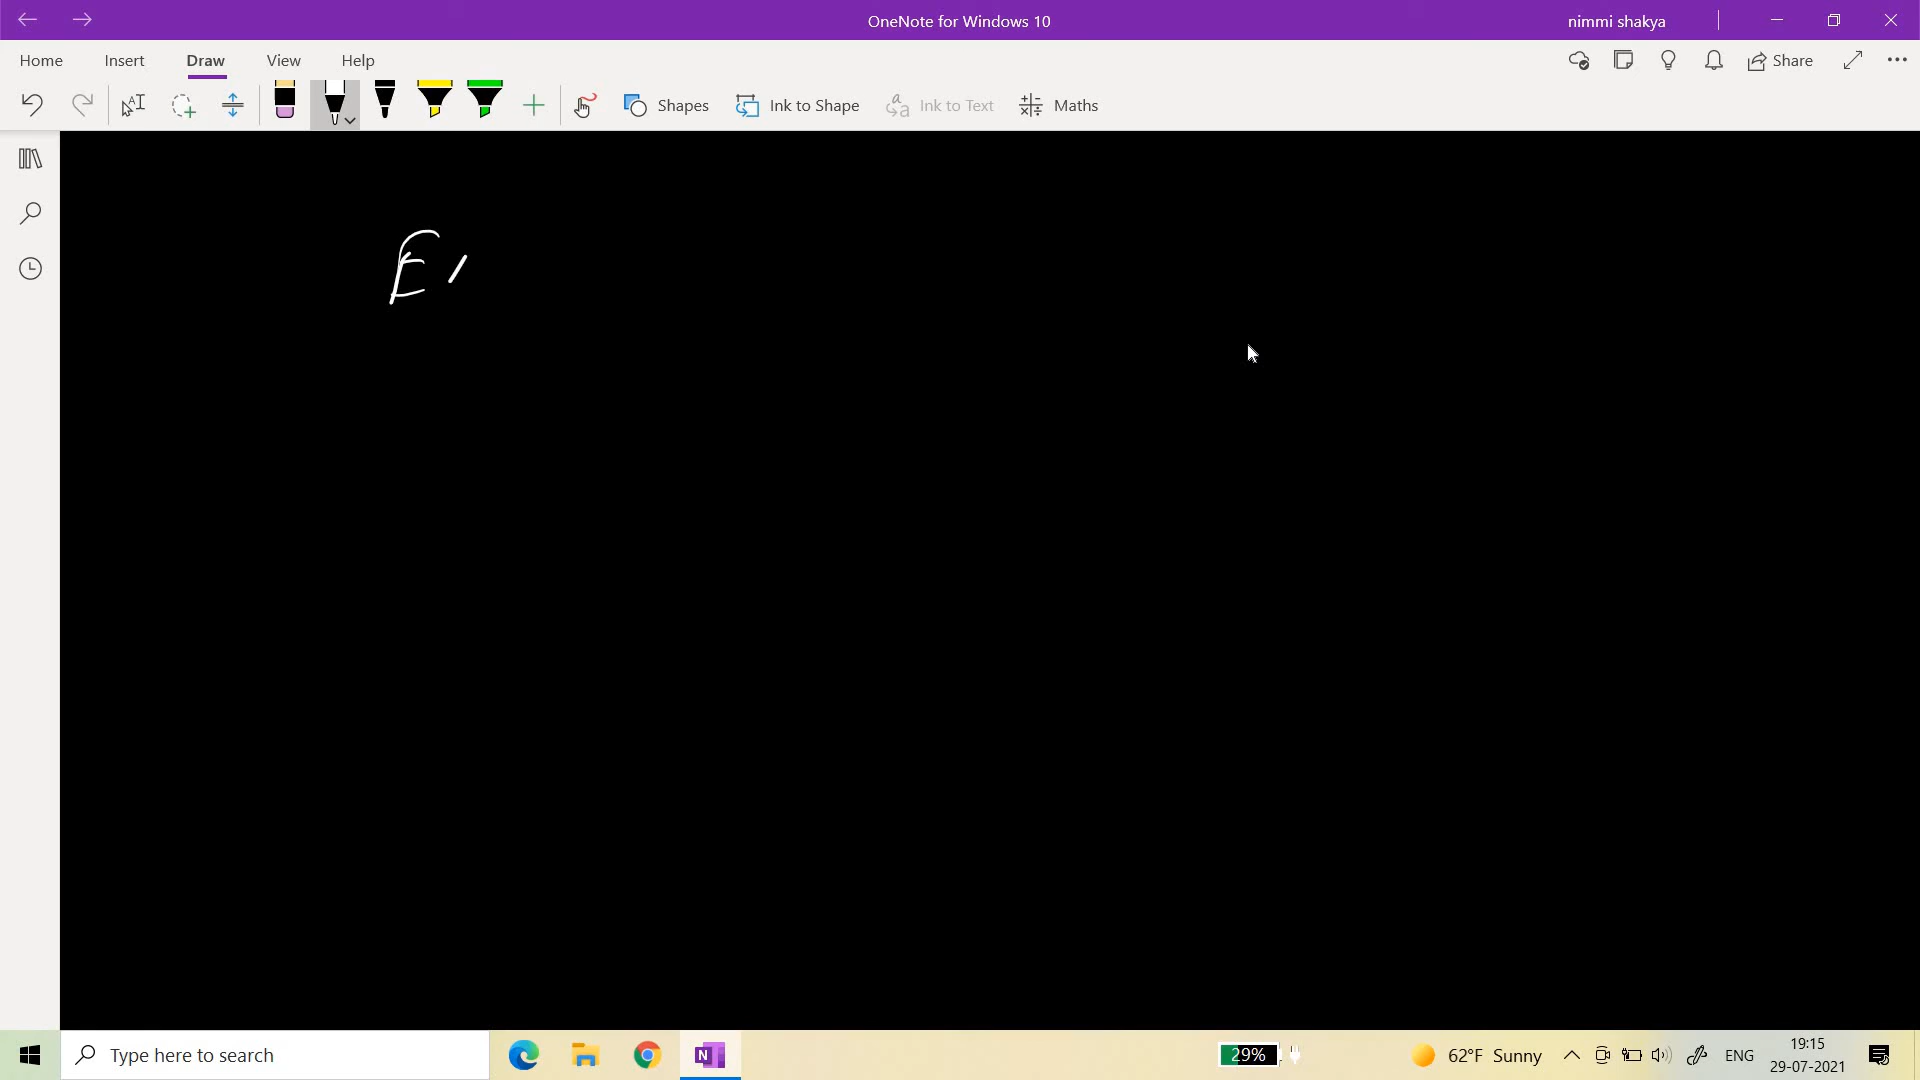 OneNote for Windows 10
nimmi shakya
Home Insert Draw View Help
Share
Shapes Ink to Shape Ink to Text Maths
E
Type here to search
29%
62°F Sunny
ENG
19:15
29-07-2021